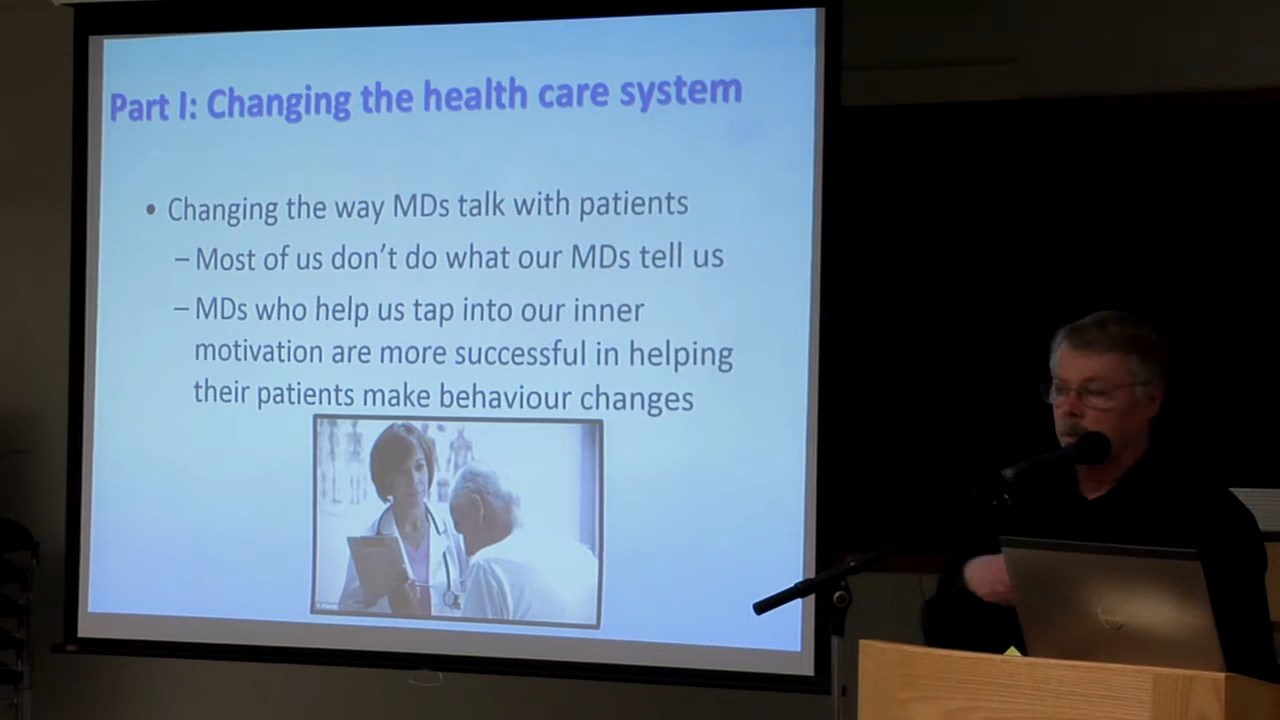 Part I: Changing the health care system
• Changing the way MDs talk with patients
– Most of us don't do what our MDs tell us
– MDs who help us tap into our inner
motivation are more successful in helping
their patients make behaviour changes
DELL